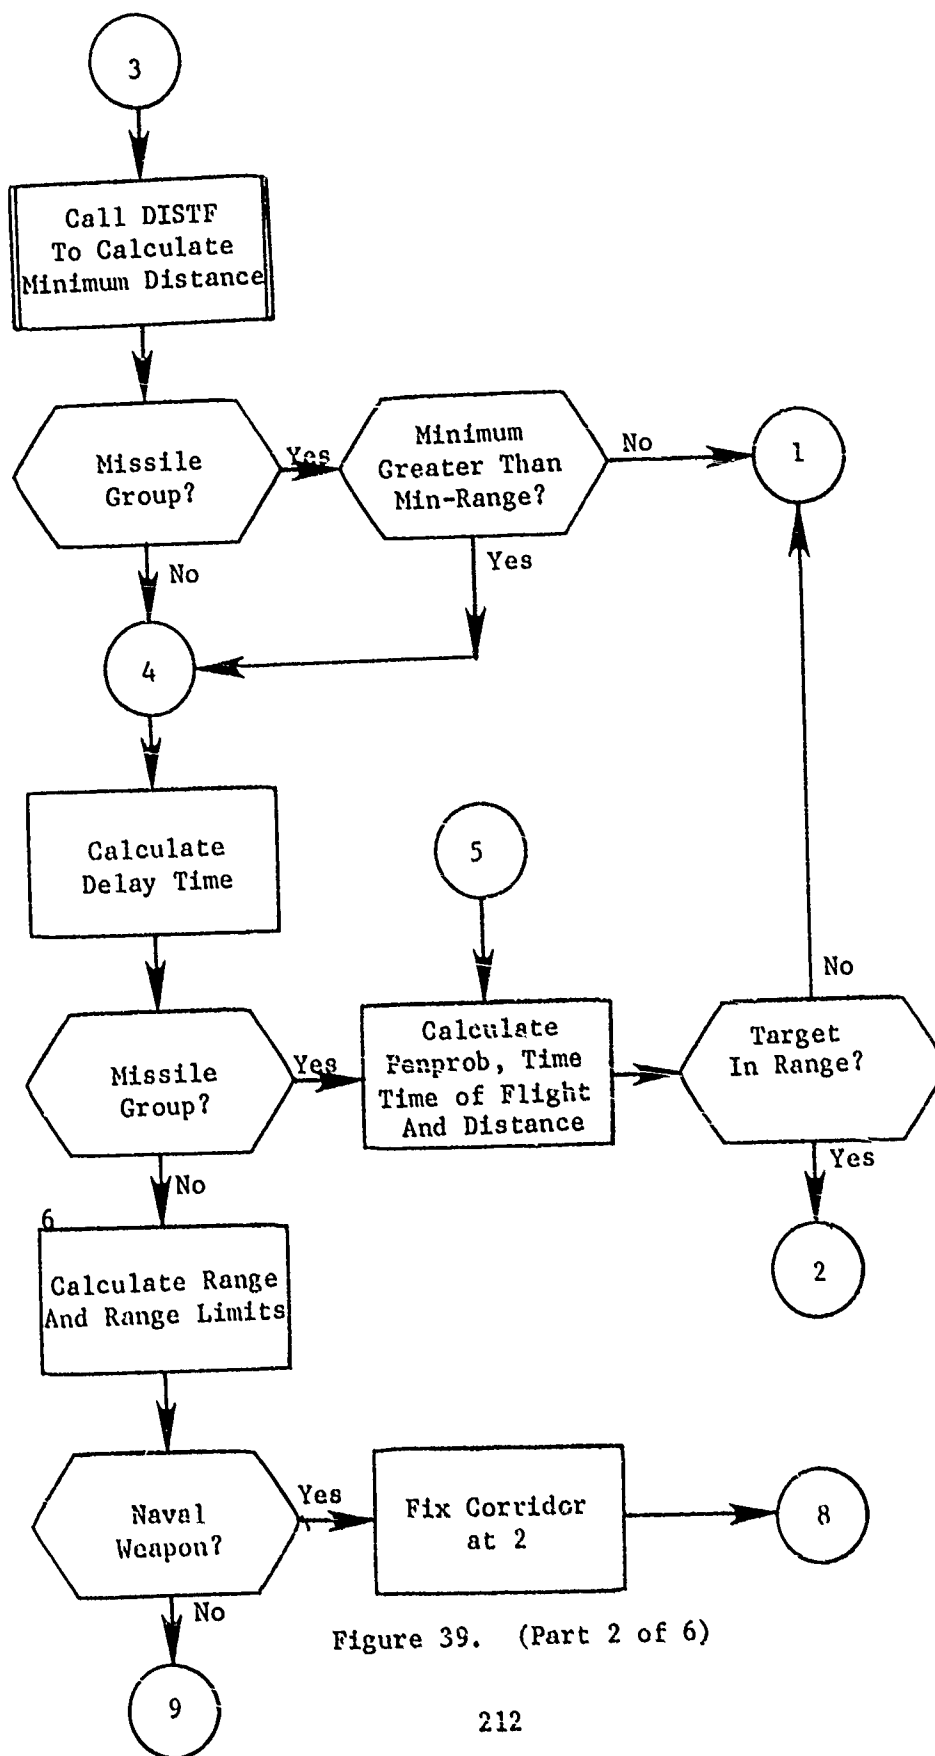 3
Call DISTF
To Calculate
Minimum Distance
Missile
Group?
Yes
Minimum
Greater Than
Min-Range?
No
1
No
Yes
4
Calculate
Delay Time
5
Missile
Group?
Yes
Calculate
Penprob, Time
Time of Flight
And Distance
Target
In Range?
No
Yes
2
No
6
Calculate Range
And Range Limits
Naval
Weapon?
Yes
Fix Corridor
at 2
8
No
9
Figure 39. (Part 2 of 6)
212